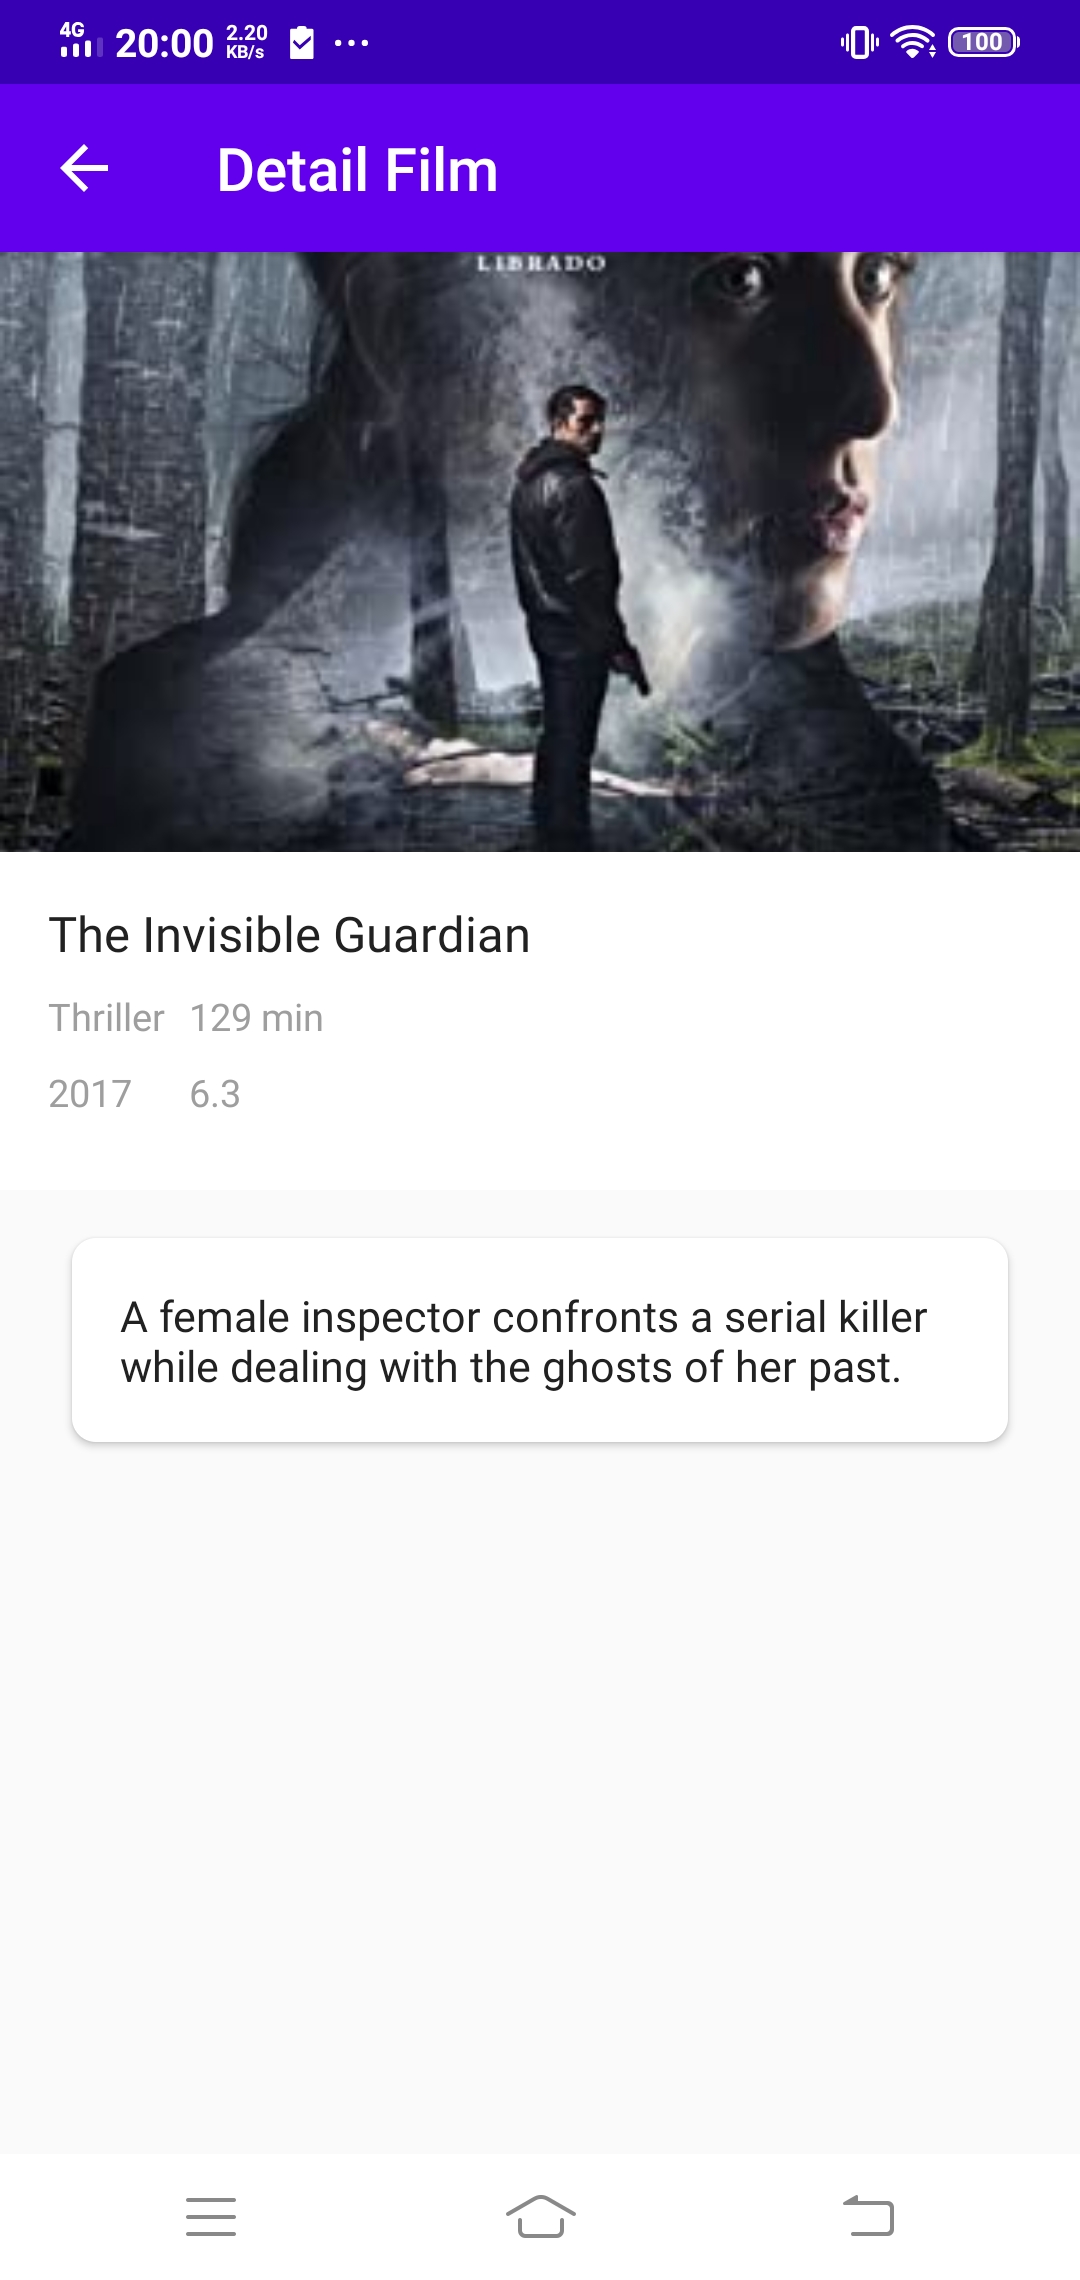 4G 20:00 2.20 KB/s 100
Detail Film
LIBRADO
The Invisible Guardian
Thriller 129 min
2017 6.3
A female inspector confronts a serial killer
while dealing with the ghosts of her past.